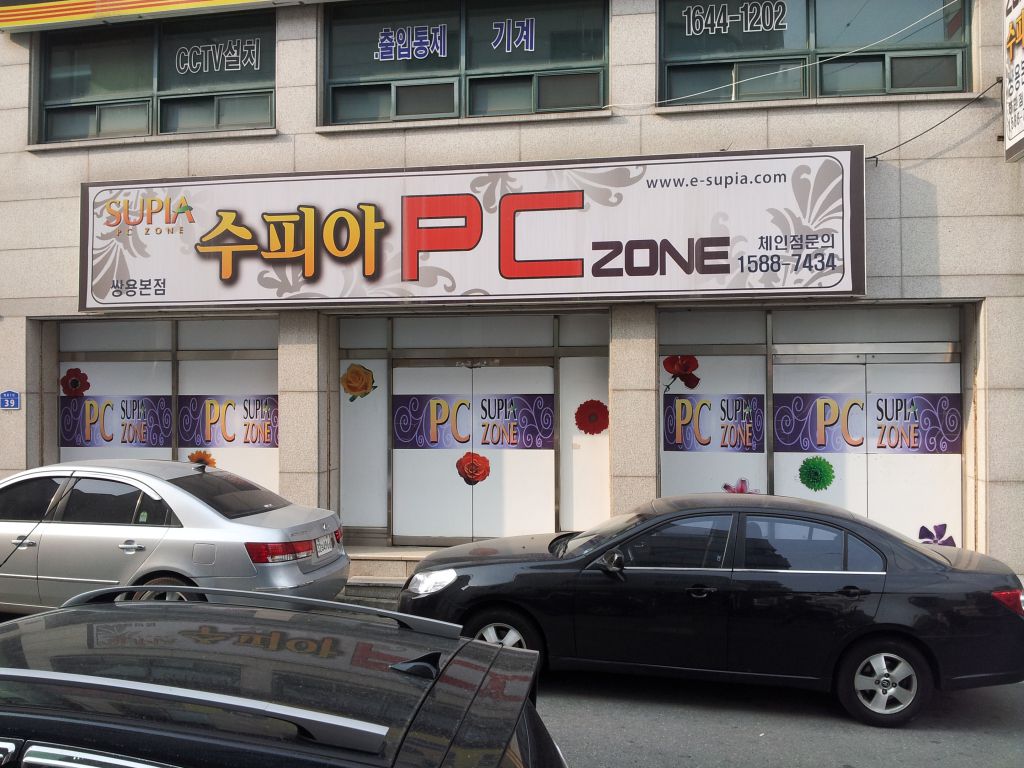 CCTV설치
출입통제.
기계
1644-1202
www.e-supia.com
SUPIA
PC ZONE
수피아 PC ZONE
체인점문의
1588-7434
쌍용본점
39
PC SUPIA ZONE
PC SUPIA ZONE
PC SUPIA ZONE
PC SUPIA ZONE
PC SUPIA ZONE